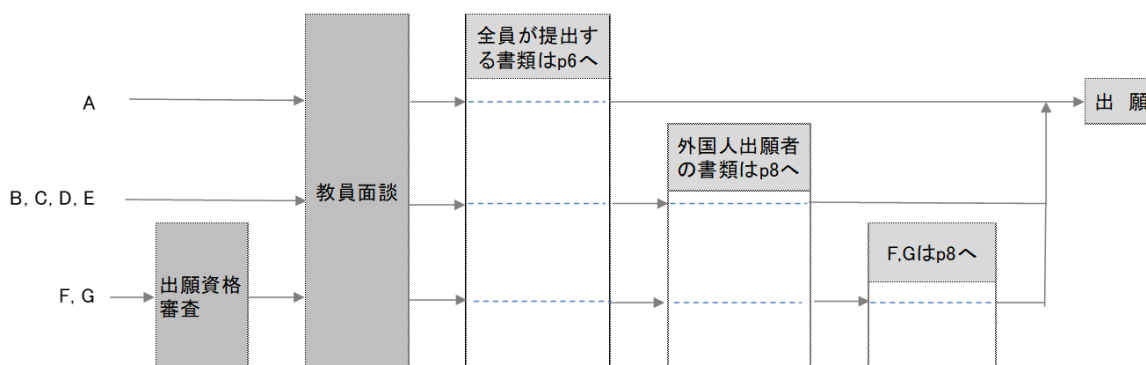 全員が提出す
る書類はp6へ
A
出 願
外国人出願者
の書類はp8へ
B, C, D, E
教員面談
F,Gはp8へ
F, G
出願資格
審査